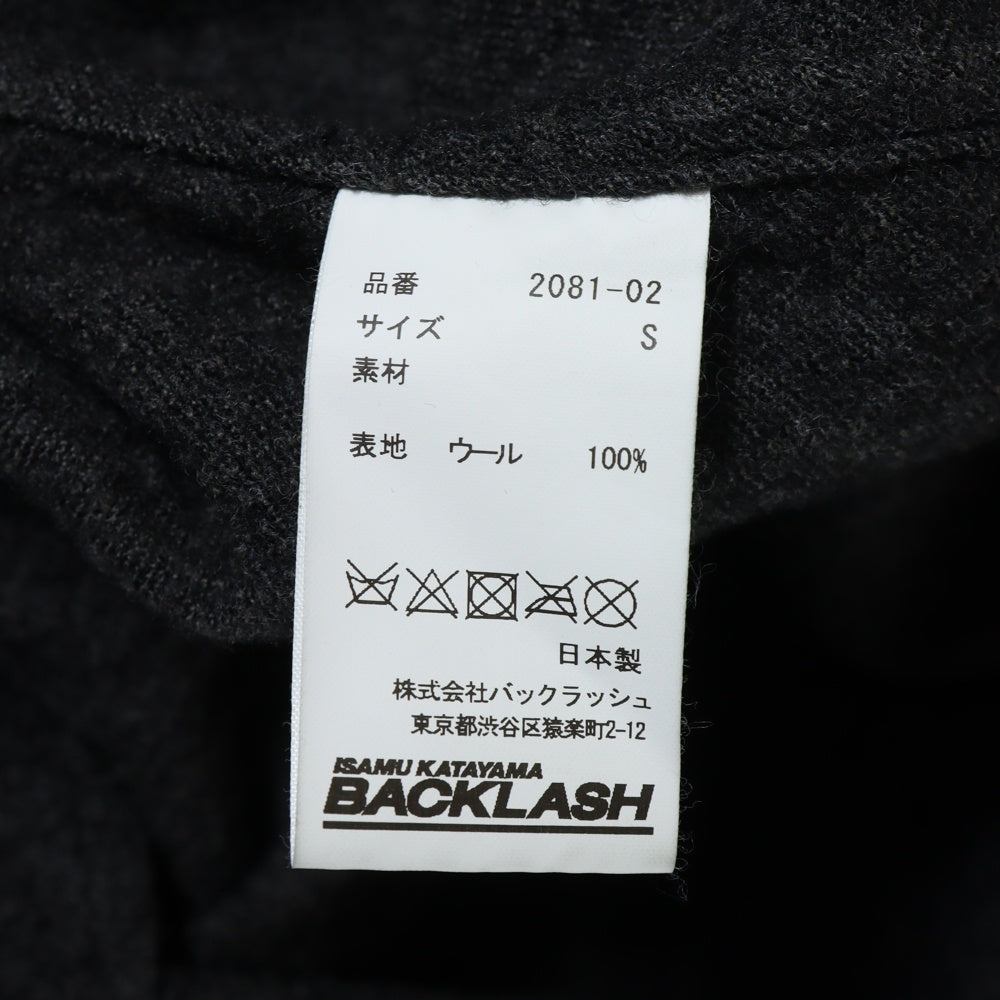 品番 2081-02
サイズ S
素材
表地 ウール 100%
日本製
株式会社バックラッシュ
東京都渋谷区猿楽町2-12
ISAMU KATAYAMA
BACKLASH